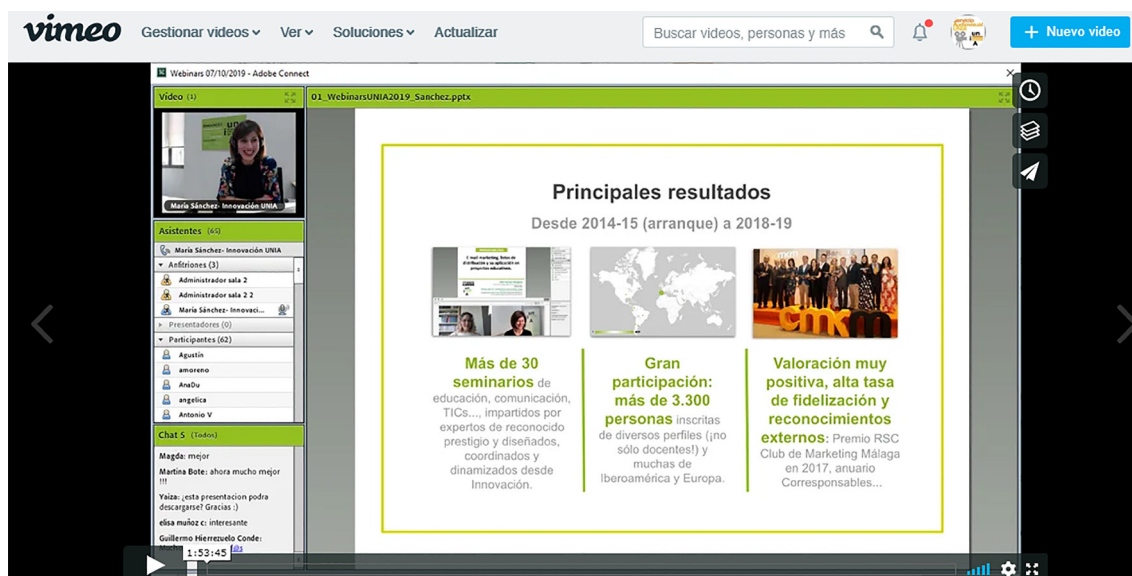 vimeo
Gestionar videos
Ver
Soluciones
Actualizar
Buscar videos, personas y más
Nuevo video
Webinars 07/10/2019 - Adobe Connect
Vídeo (1)
01_WebinarsUNIA2019_Sanchez.pptx
María Sánchez- Innovación UNIA
Asistentes (65)
María Sánchez- Innovación UNIA
Anfitriones (3)
Administrador sala 2
Administrador sala 2 2
María Sánchez- Innovaci...
Presentadores (0)
Participantes (62)
Agustín
amoreno
AnaDu
angelica
Antonio V
Chat 5 (Todos)
Magda: mejor
Martina Bote: ahora mucho mejor
!!!
Yaiza: ¿esta presentacion podra
descargarse? Gracias :)
elisa muñoz c: interesante
Guillermo Hierrezuelo Conde:
1:53:45
Principales resultados
Desde 2014-15 (arranque) a 2018-19
Más de 30
seminarios de
educación, comunicación,
TICs..., impartidos por
expertos de reconocido
prestigio y diseñados,
coordinados y
dinamizados desde
Innovación.
Gran
participación:
más de 3.300
personas inscritas
de diversos perfiles (¡no
sólo docentes!) y
muchas de
Iberoamérica y Europa.
cmkm
Valoración muy
positiva, alta tasa
de fidelización y
reconocimientos
externos: Premio RSC
Club de Marketing Málaga
en 2017, anuario
Corresponsables...